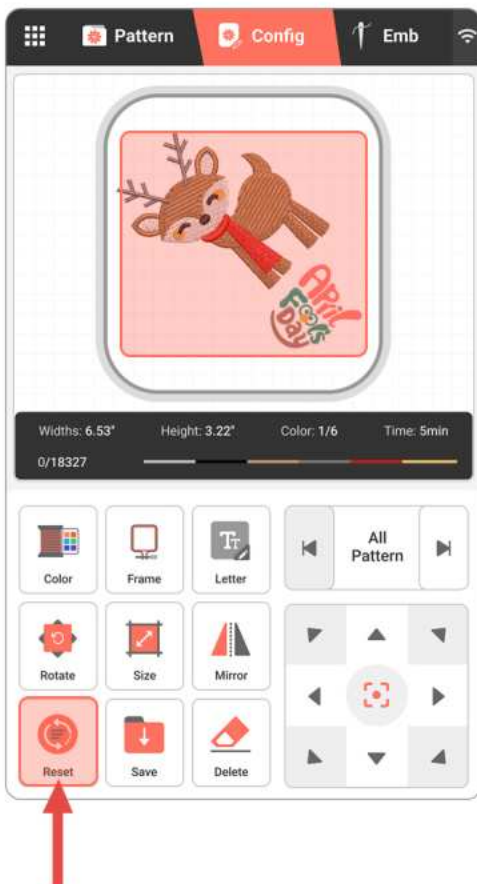 Pattern
Config
Emb
April
Fools
Day
Widths: 6.53" Height: 3.22" Color: 1/6 Time: 5min
0/18327
Color
Frame
Letter
All
Pattern
Rotate
Size
Mirror
Reset
Save
Delete